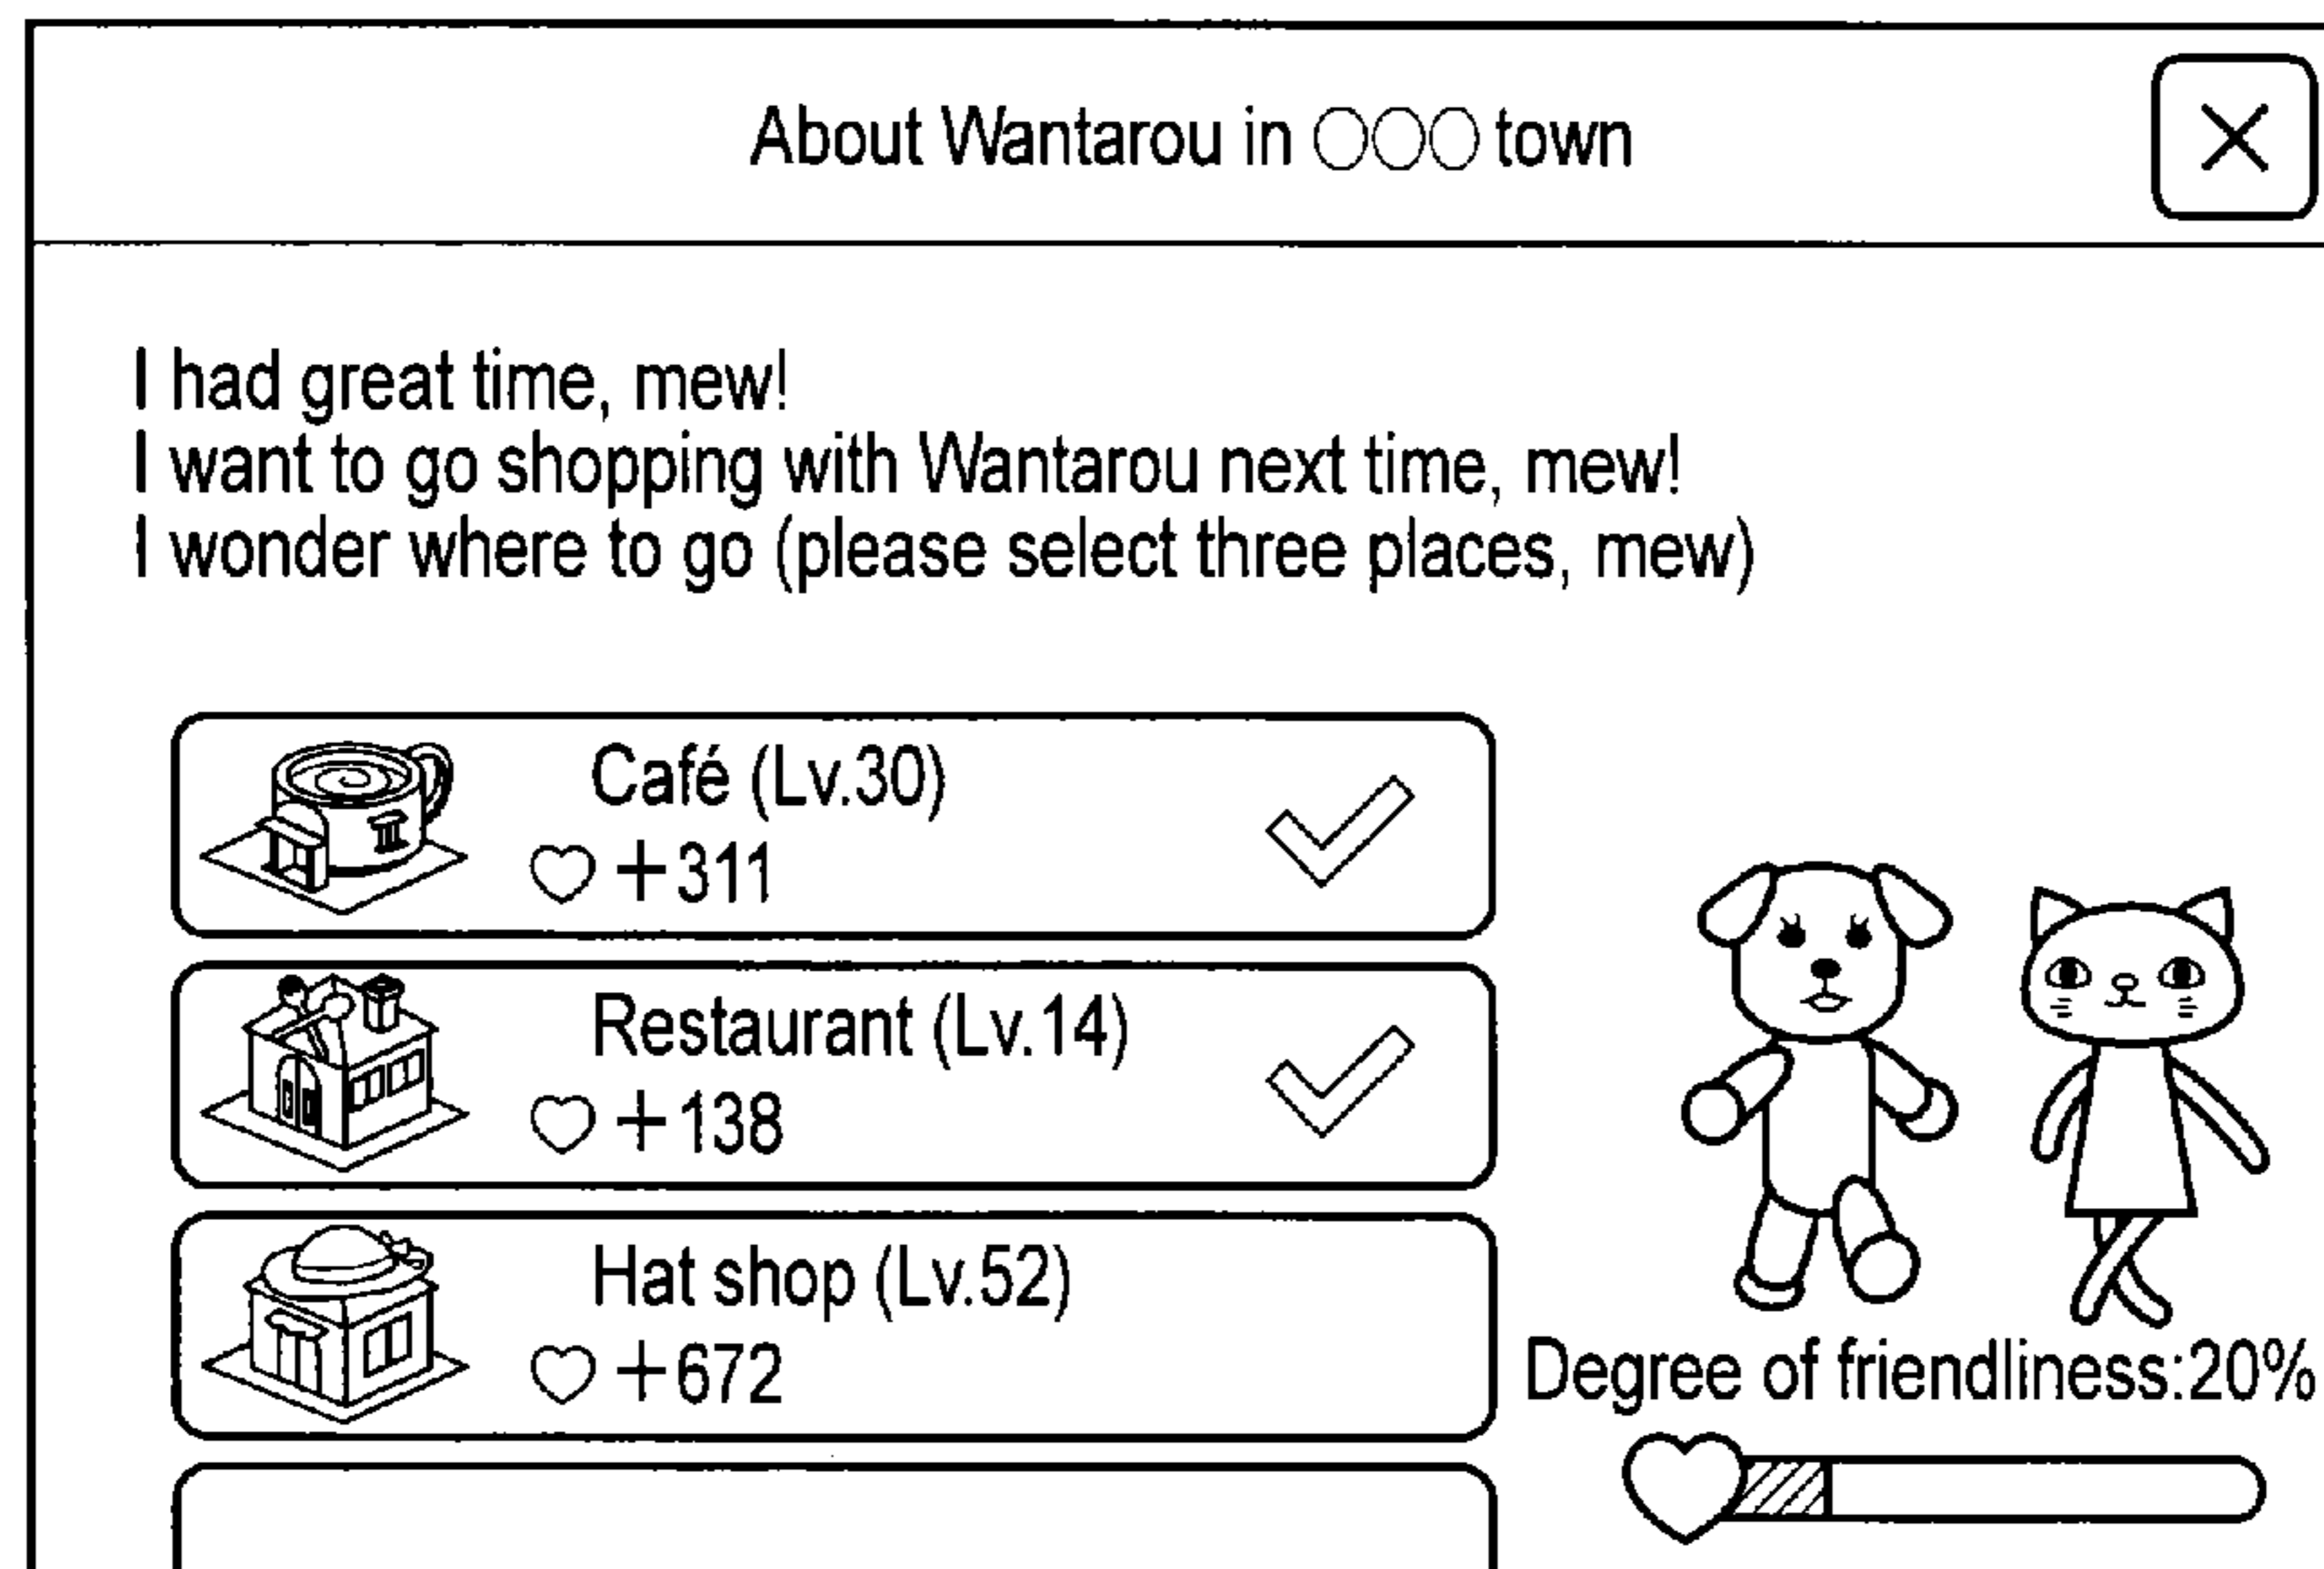 About Wantarou in ○○○ town
I had great time, mew!
I want to go shopping with Wantarou next time, mew!
I wonder where to go (please select three places, mew)
Café (Lv.30)
♡ +311
Restaurant (Lv.14)
♡ +138
Hat shop (Lv.52)
♡ +672
Degree of friendliness:20%